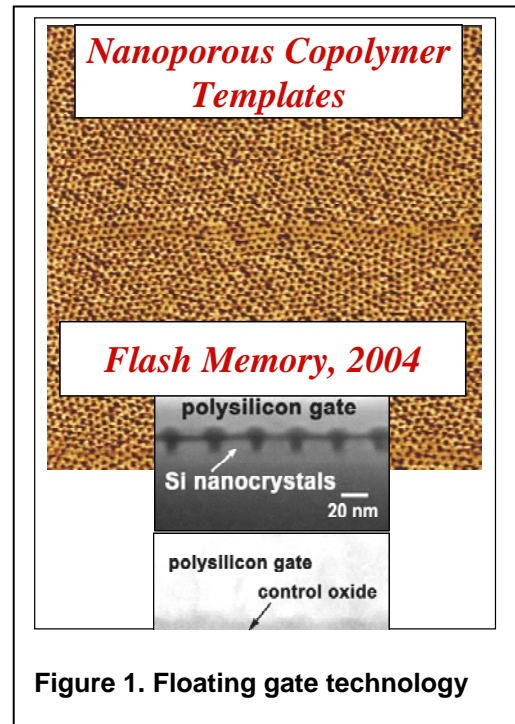 Nanoporous Copolymer
Templates
Flash Memory, 2004
polysilicon gate
Si nanocrystals
20 nm
polysilicon gate
control oxide
Figure 1. Floating gate technology